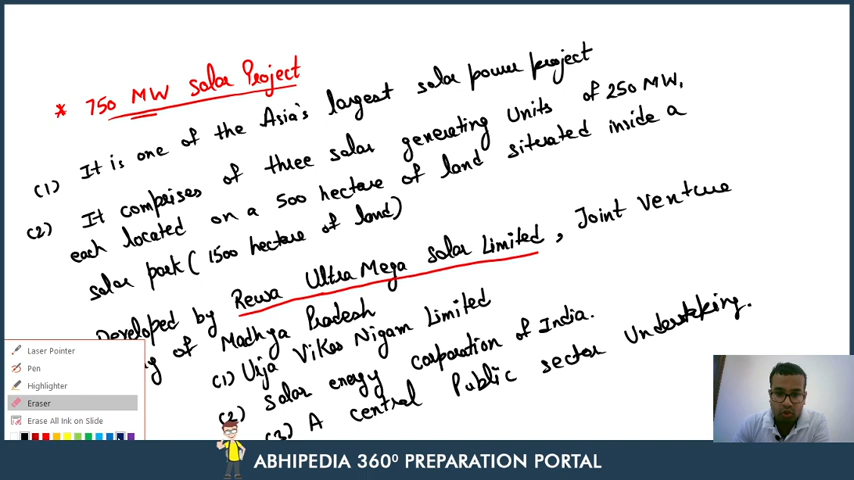 * 750 MW Solar Project
(1) It is one of the Asia's largest solar power project
(2) It comprises of three solar generating Units of 250 MW,
each located on a 500 hectare of land situated inside a
solar park (1500 hectare of land)
Developed by Rewa Ultra Mega Solar Limited, Joint Venture
of Madhya Pradesh
(1) Urja Vikas Nigam Limited
(2) Solar energy corporation of India.
(3) A central Public sector Undertaking.
Laser Pointer
Pen
Highlighter
Eraser
Erase All Ink on Slide
ABHIPEDIA 360⁰ PREPARATION PORTAL